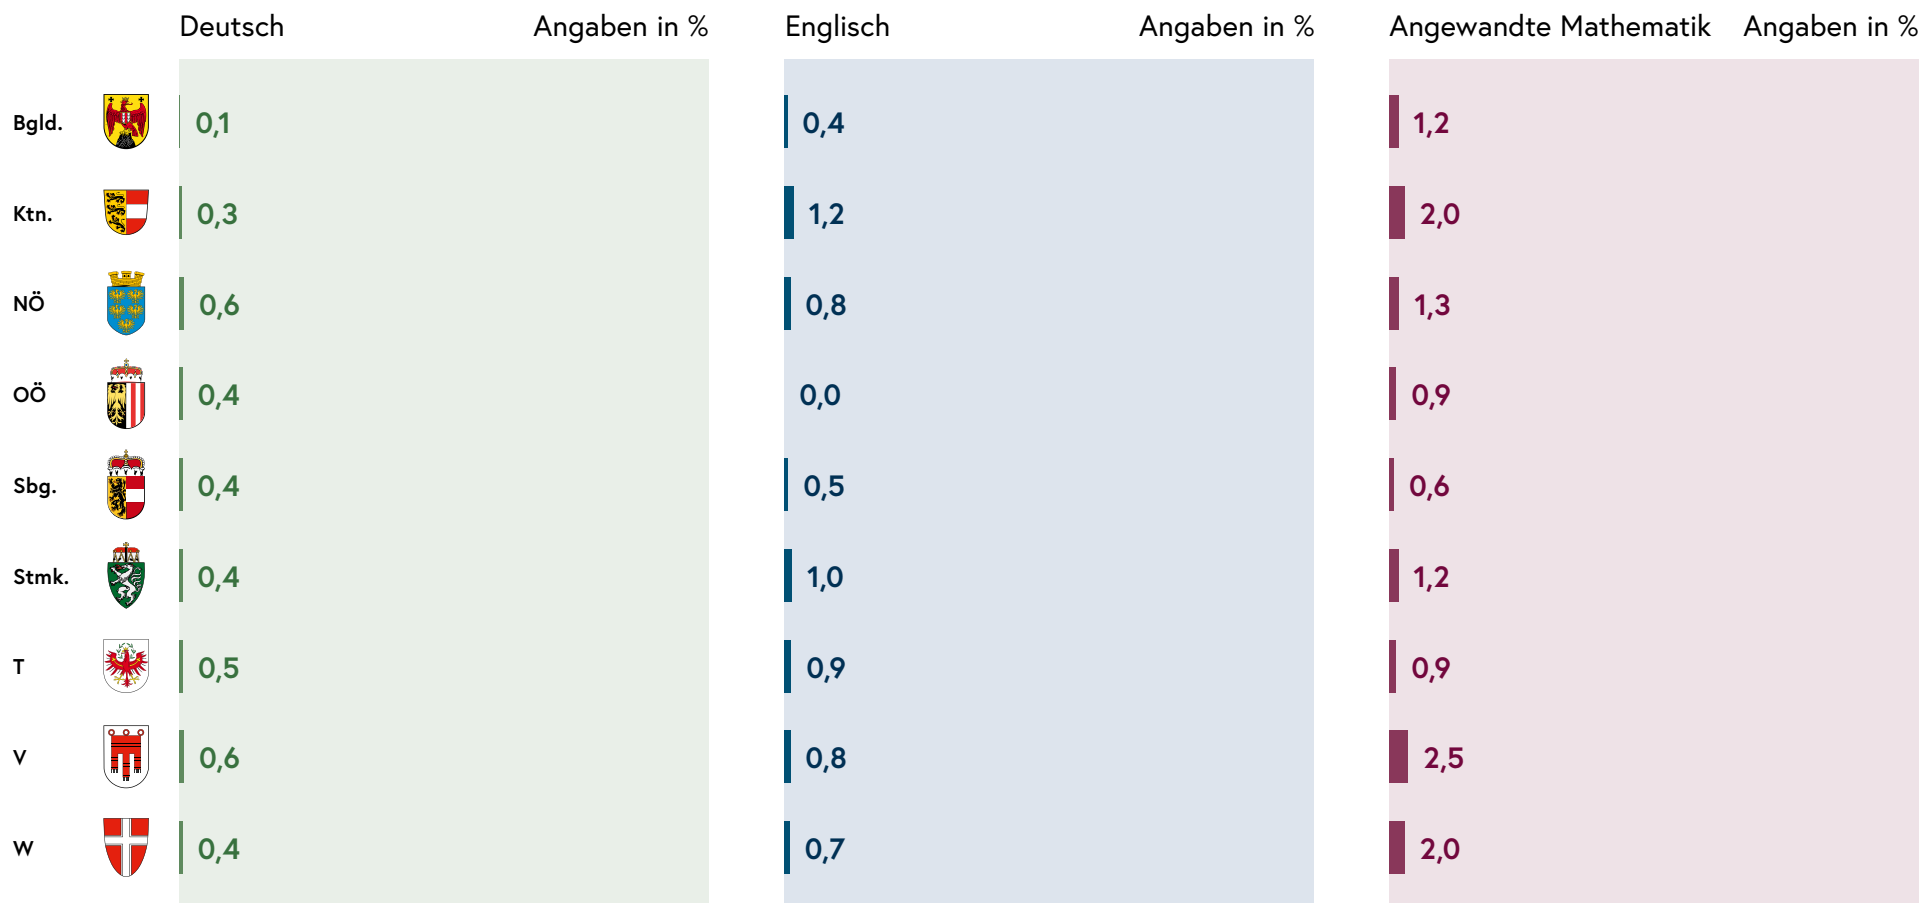 Deutsch Angaben in % Englisch Angaben in % Angewandte Mathematik Angaben in %
Bgld. 0,1 0,4 1,2
Ktn. 0,3 1,2 2,0
NÖ 0,6 0,8 1,3
OÖ 0,4 0,0 0,9
Sbg. 0,4 0,5 0,6
Stmk. 0,4 1,0 1,2
T 0,5 0,9 0,9
V 0,6 0,8 2,5
W 0,4 0,7 2,0